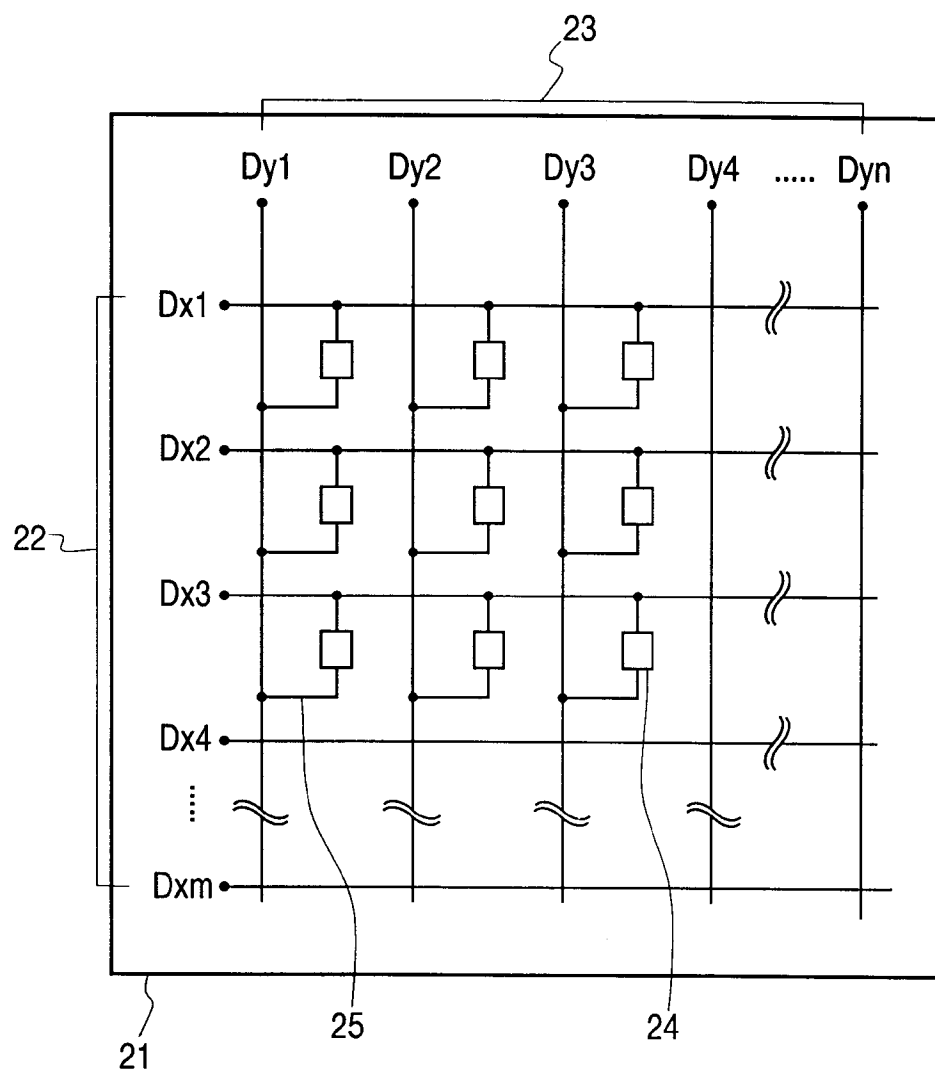 23
Dy1 Dy2 Dy3 Dy4 ..... Dyn
Dx1
Dx2
22
Dx3
Dx4
.....
Dxm
25
24
21